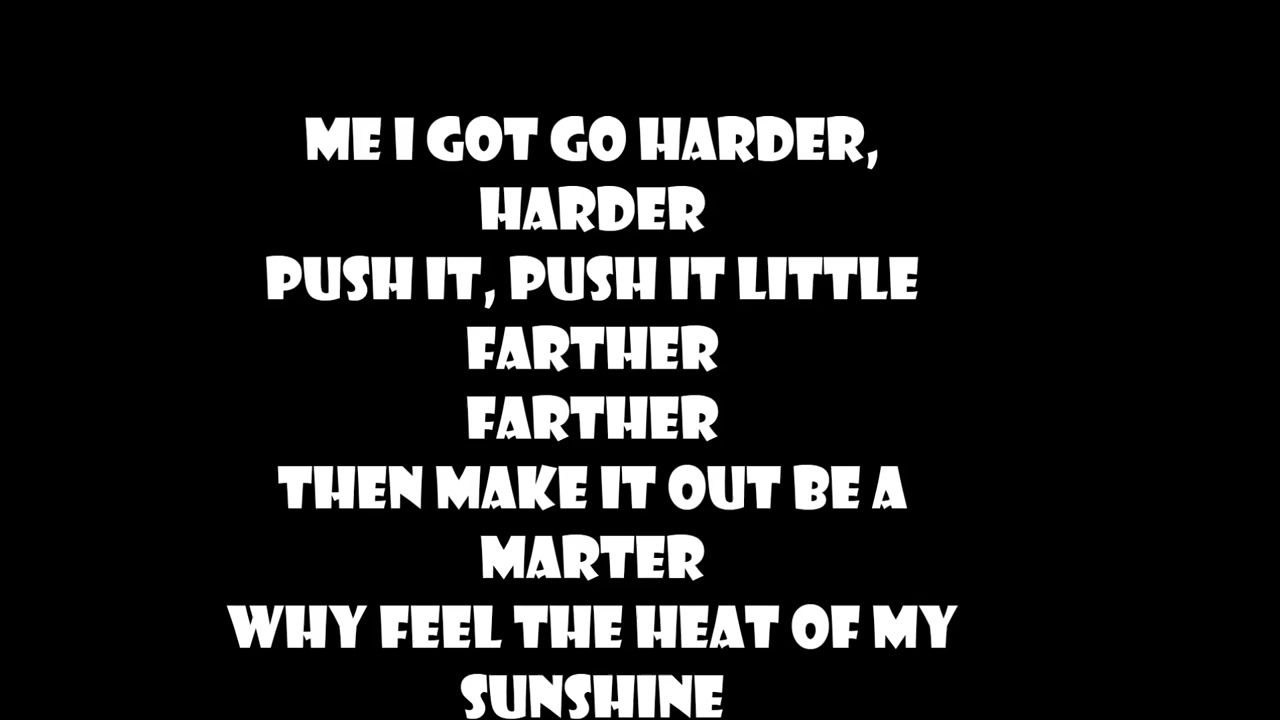 ME I GOT GO HARDER,
HARDER
PUSH IT, PUSH IT LITTLE
FARTHER
FARTHER
THEN MAKE IT OUT BE A
MARTER
WHY FEEL THE HEAT OF MY
SUNSHINE